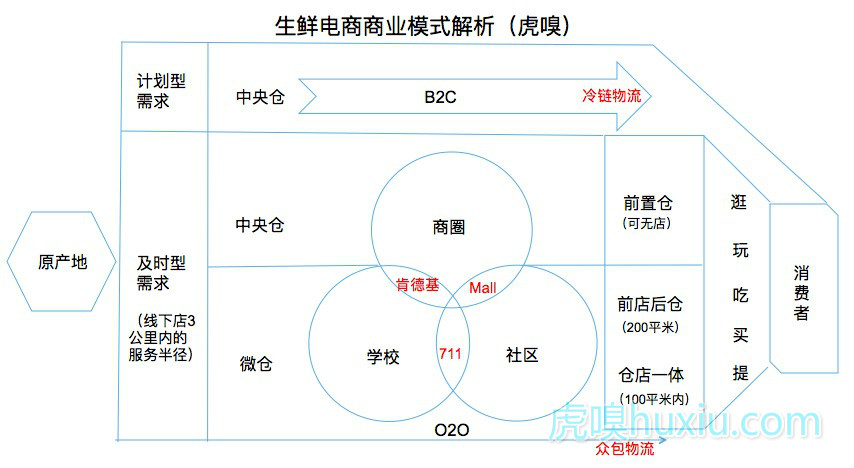 生鲜电商商业模式解析（虎嗅）
计划型
需求
中央仓
B2C
冷链物流
原产地
及时型
需求
（线下店3
公里内的
服务半径）
中央仓
微仓
商圈
肯德基
Mall
711
学校
社区
前置仓
(可无店)
前店后仓
(200平米)
仓店一体
(100平米内)
逛
玩
吃
买
提
消
费
者
O2O
众包物流
虎嗅huxiu.com